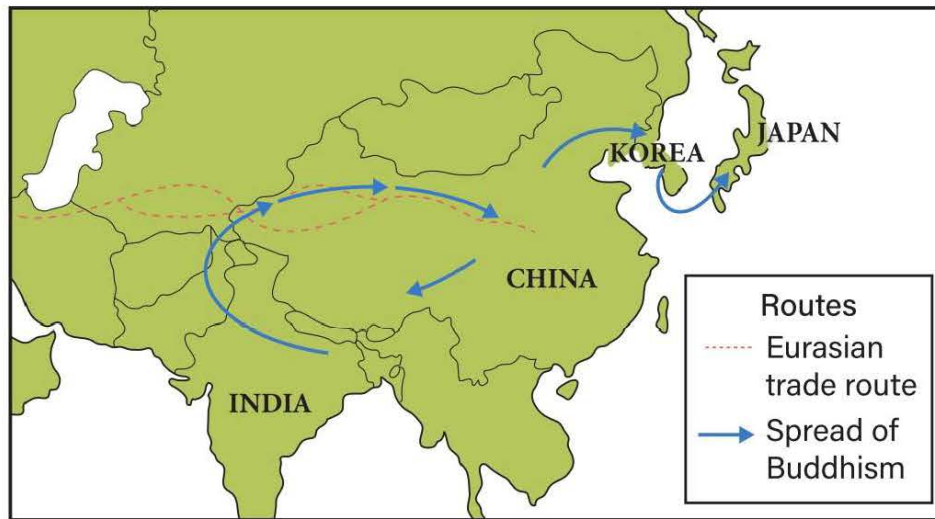 JAPAN
KOREA
CHINA
INDIA
Routes
Eurasian
trade route
Spread of
Buddhism